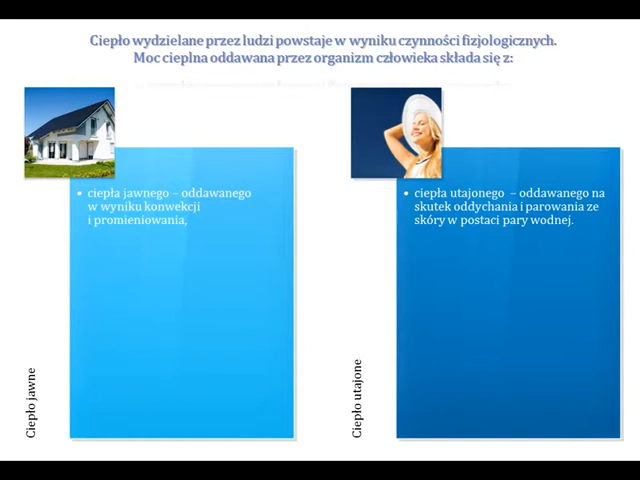 Ciepło wydzielane przez ludzi powstaje w wyniku czynności fizjologicznych.
Moc cieplna oddawana przez organizm człowieka składa się z:
• ciepła jawnego – oddawanego
w wyniku konwekcji
i promieniowania,
Ciepło jawne
• ciepła utajonego – oddawanego na
skutek oddychania i parowania ze
skóry w postaci pary wodnej.
Ciepło utajone